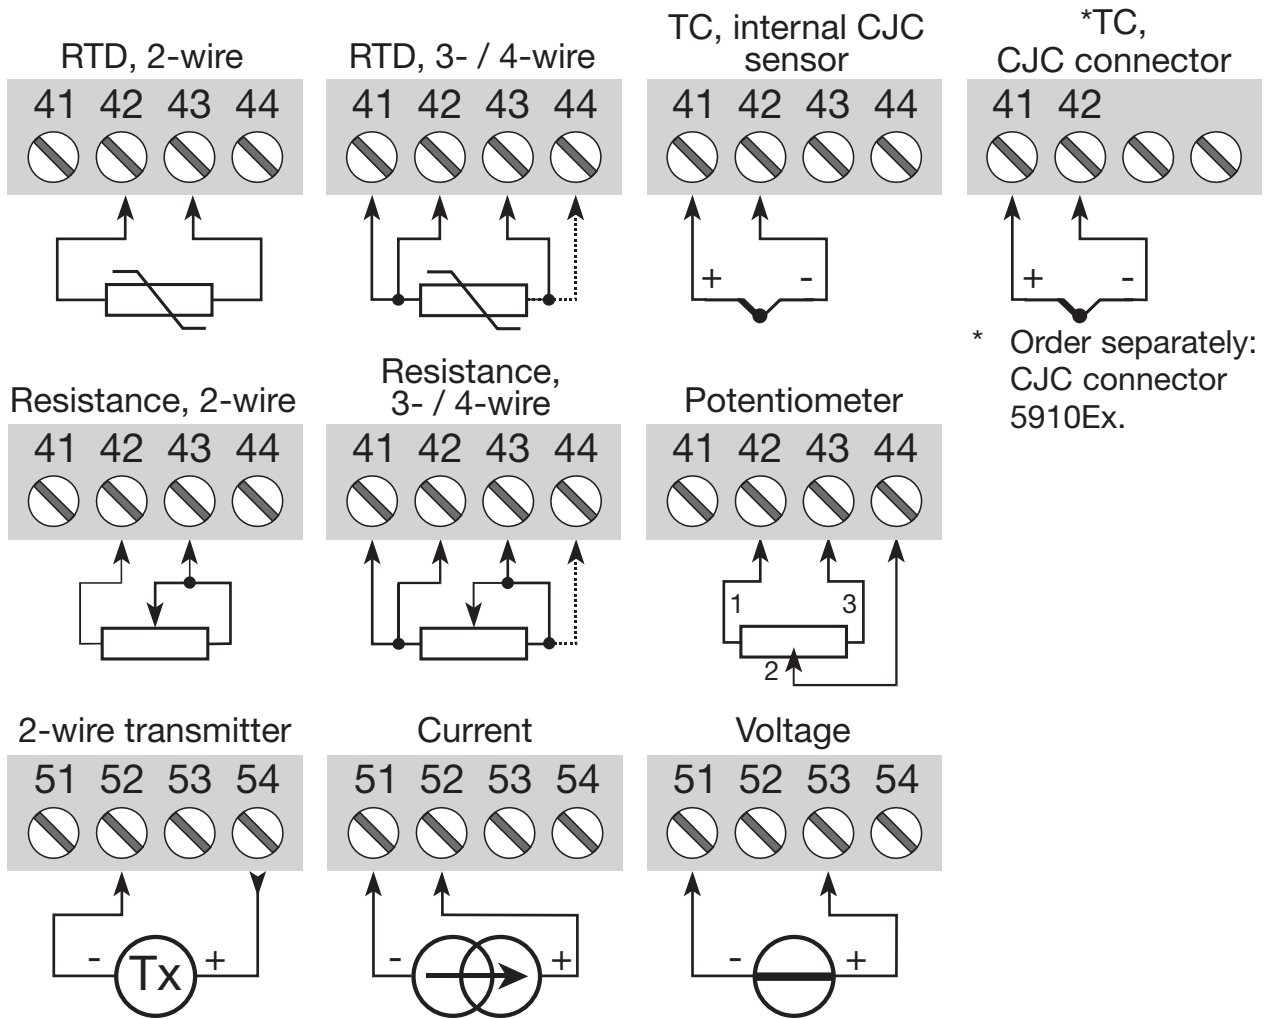 RTD, 2-wire
41 42 43 44
RTD, 3- / 4-wire
41 42 43 44
TC, internal CJC
sensor
41 42 43 44
+ -
*TC,
CJC connector
41 42
+ -
* Order separately:
CJC connector
5910Ex.
Resistance, 2-wire
41 42 43 44
Resistance,
3- / 4-wire
41 42 43 44
Potentiometer
41 42 43 44
1 3
2
2-wire transmitter
51 52 53 54
- Tx +
Current
51 52 53 54
- +
Voltage
51 52 53 54
- +